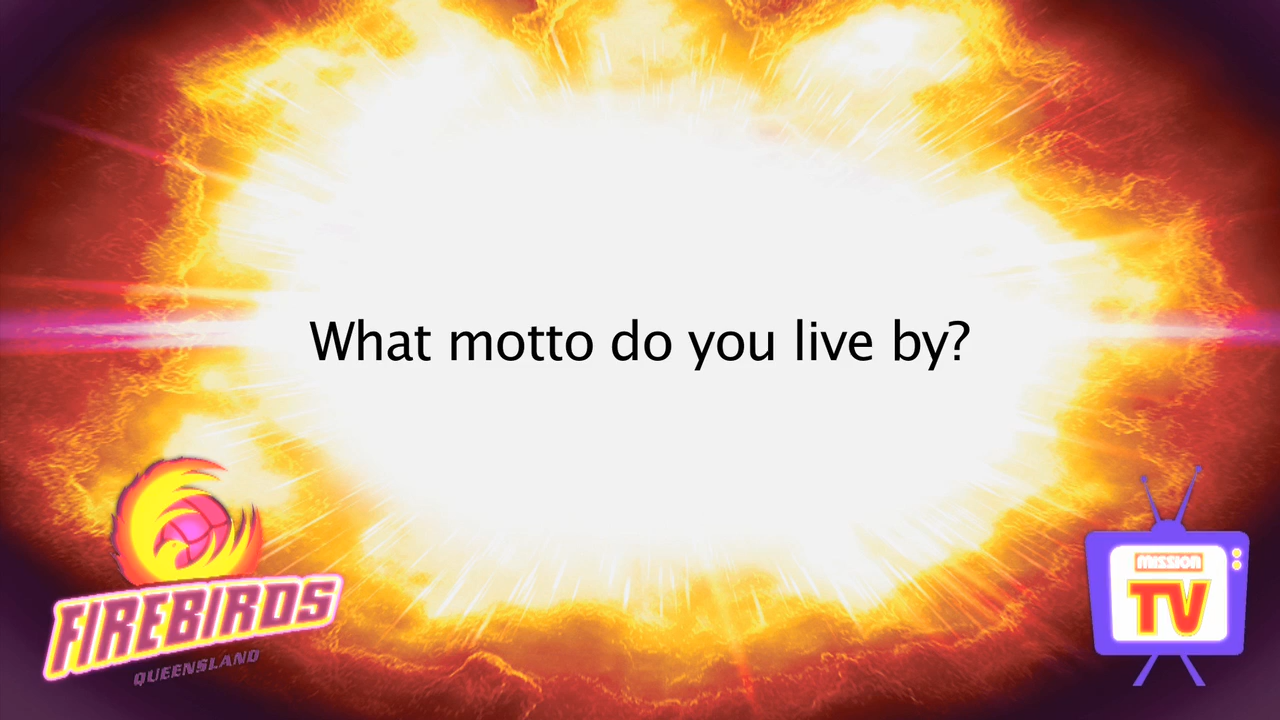 What motto do you live by?
FIREBIRDS
QUEENSLAND
mission
TV